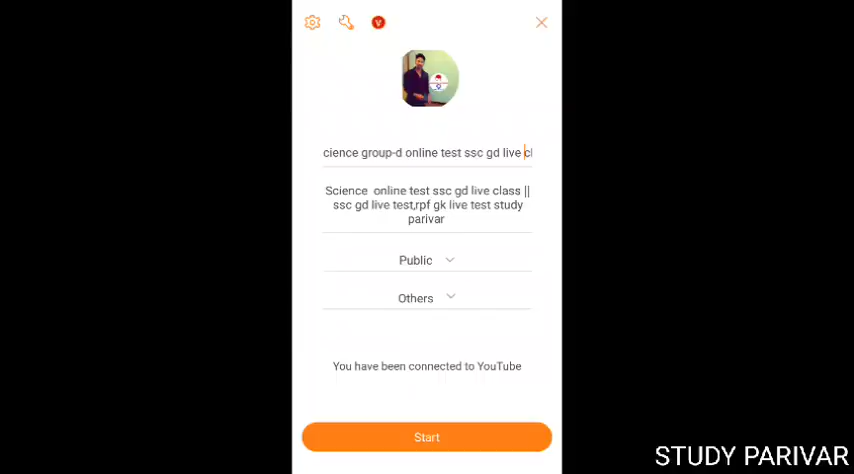 cience group-d online test ssc gd live
Science online test ssc gd live class ||
ssc gd live test,rpf gk live test study
parivar
Public
Others
You have been connected to YouTube
Start
STUDY PARIVAR